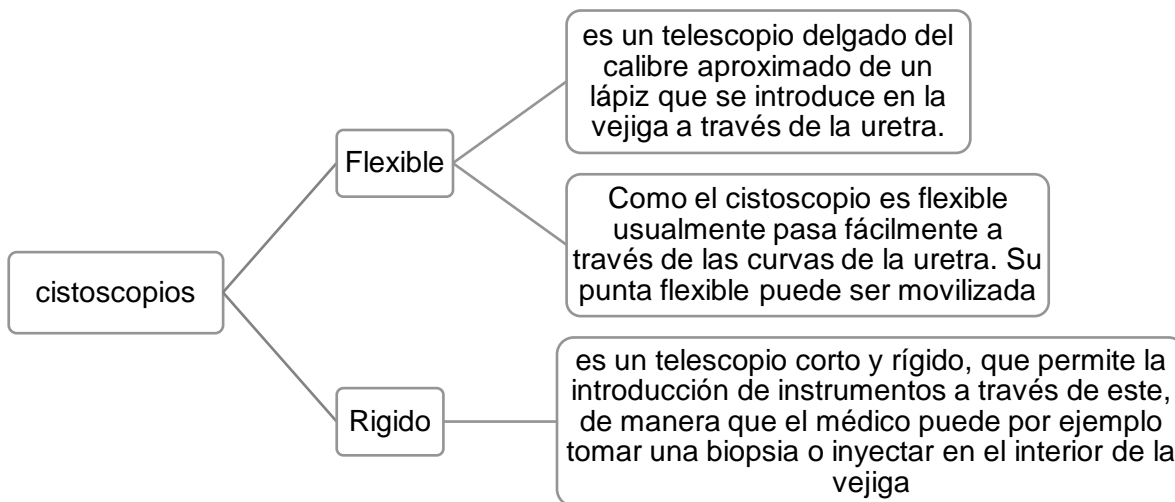 cistoscopios
Flexible
es un telescopio delgado del
calibre aproximado de un
lápiz que se introduce en la
vejiga a través de la uretra.
Como el cistoscopio es flexible
usualmente pasa fácilmente a
través de las curvas de la uretra. Su
punta flexible puede ser movilizada
Rigido
es un telescopio corto y rígido, que permite la
introducción de instrumentos a través de este,
de manera que el médico puede por ejemplo
tomar una biopsia o inyectar en el interior de la
vejiga